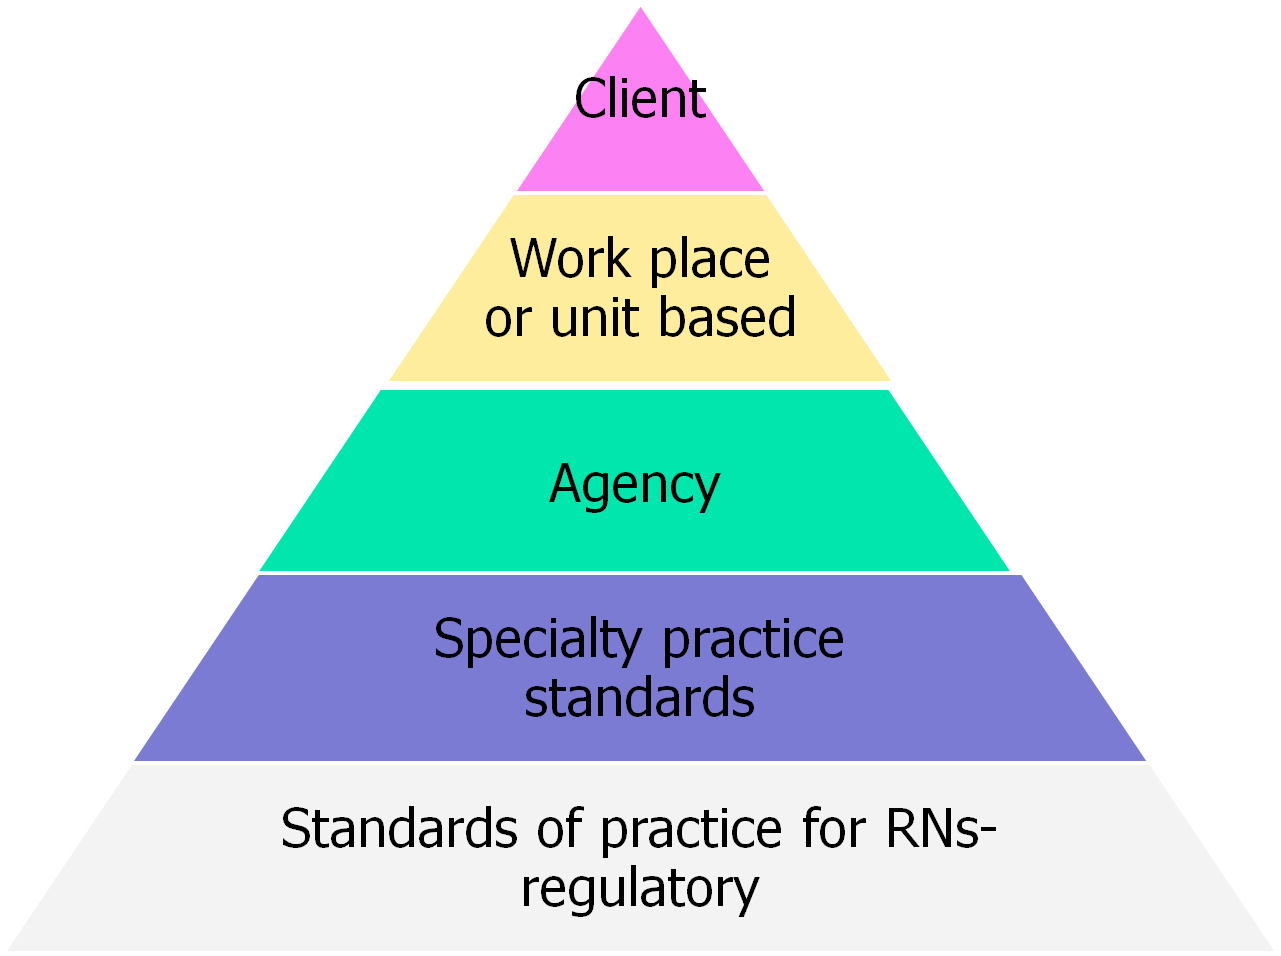 Client
Work place
or unit based
Agency
Specialty practice
standards
Standards of practice for RNs-
regulatory